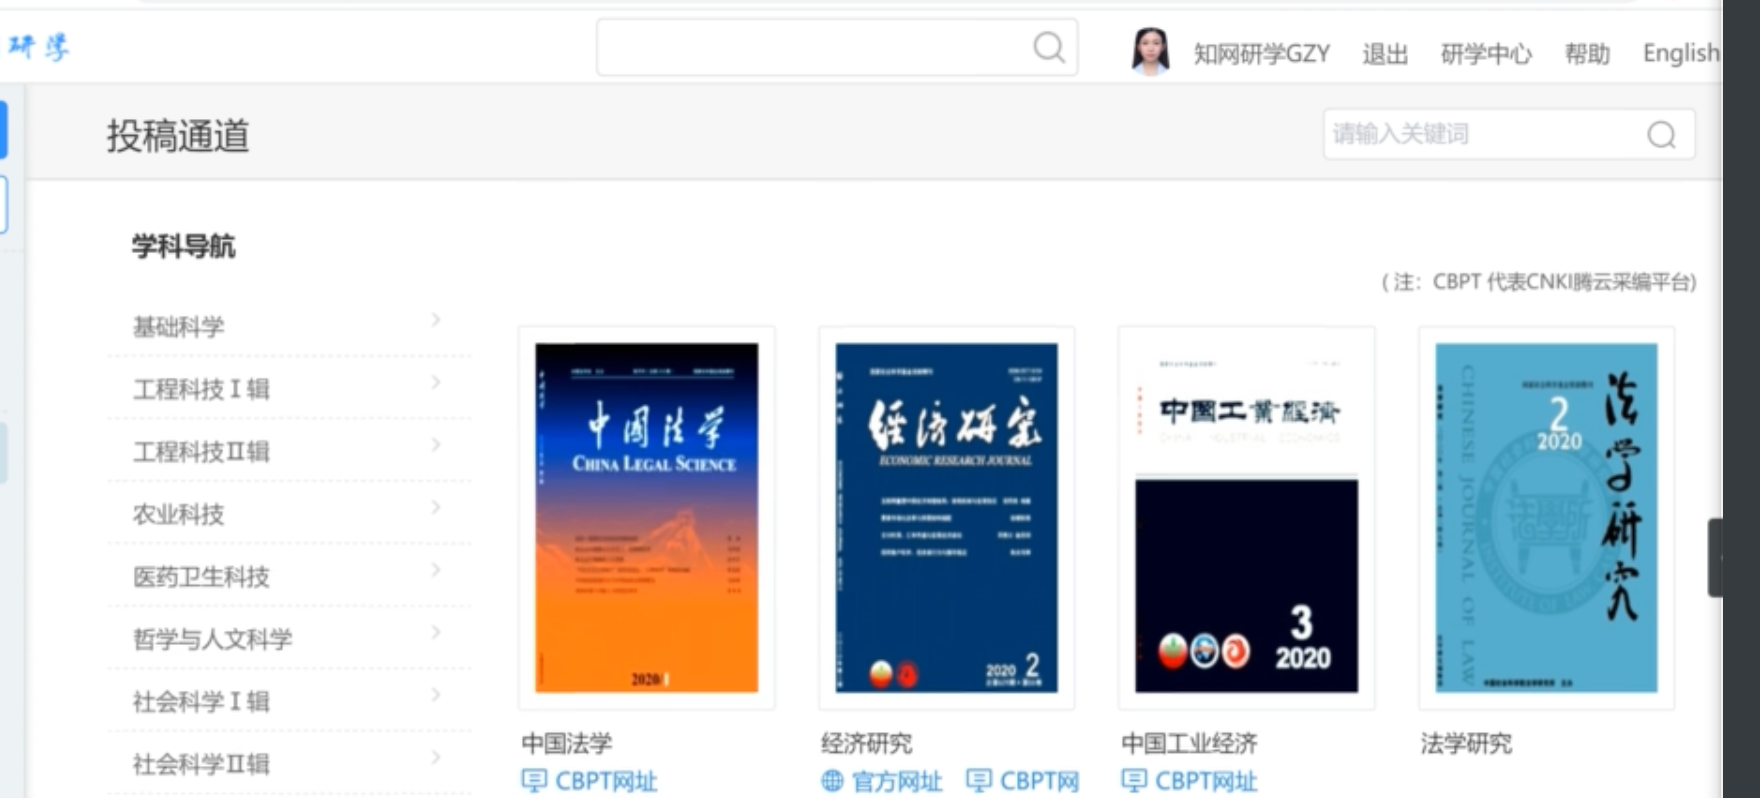 研学
知网研学GZY 退出 研学中心 帮助 English
投稿通道
请输入关键词
学科导航
(注：CBPT 代表CNKI腾云采编平台)
基础科学
工程科技Ⅰ辑
工程科技Ⅱ辑
农业科技
医药卫生科技
哲学与人文科学
社会科学Ⅰ辑
社会科学Ⅱ辑
中国法学
CHINA LEGAL SCIENCE
2020/1
经济研究
ECONOMIC RESEARCH JOURNAL
2020 2
中国工业经济
CHINA INDUSTRIAL ECONOMICS
3
2020
法学研究
CHINESE JOURNAL OF LAW
2
2020
中国法学
CBPT网址
经济研究
官方网址 CBPT网
中国工业经济
CBPT网址
法学研究